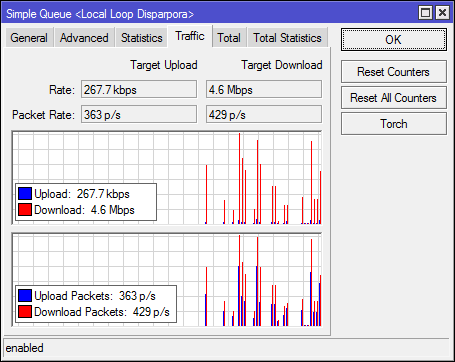 Simple Queue <Local Loop Disparpora>
General Advanced Statistics Traffic Total Total Statistics
OK
Target Upload Target Download
Reset Counters
Rate: 267.7 kbps 4.6 Mbps
Reset All Counters
Packet Rate: 363 p/s 429 p/s
Torch
Upload: 267.7 kbps
Download: 4.6 Mbps
Upload Packets: 363 p/s
Download Packets: 429 p/s
enabled